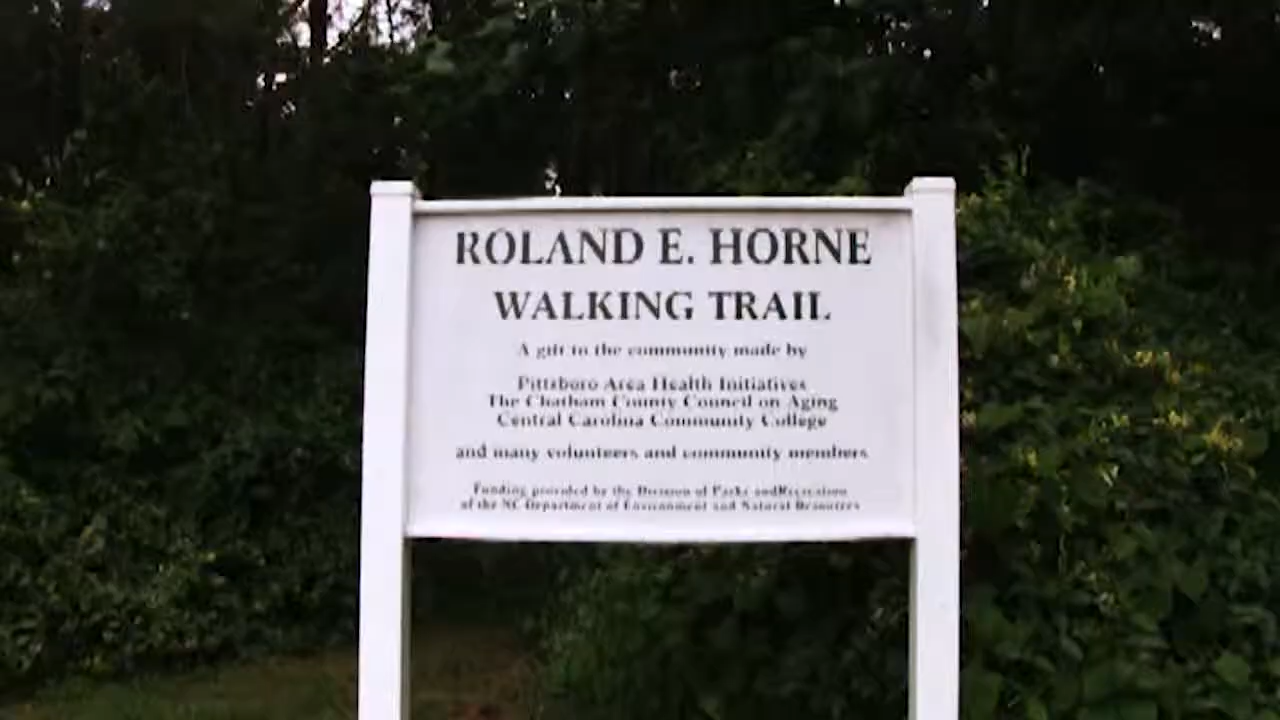 ROLAND E. HORNE
WALKING TRAIL
A gift to the community made by
Pittsboro Area Health Initiatives
The Chatham County Council on Aging
Central Carolina Community College
and many volunteers and community members
Funding provided by the Division of Parks andRecreation
of the NC Department of Environment and Natural Resources